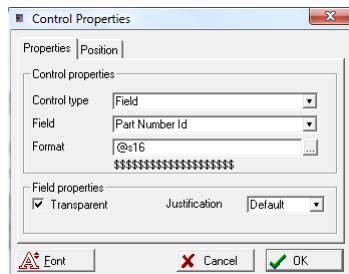 Control Properties
Properties Position
Control properties
Control type Field
Field Part Number Id
Format @s16 ...
$$$$$$$$$$$$$$$$$$$$
Field properties
Transparent Justification Default
Font Cancel OK